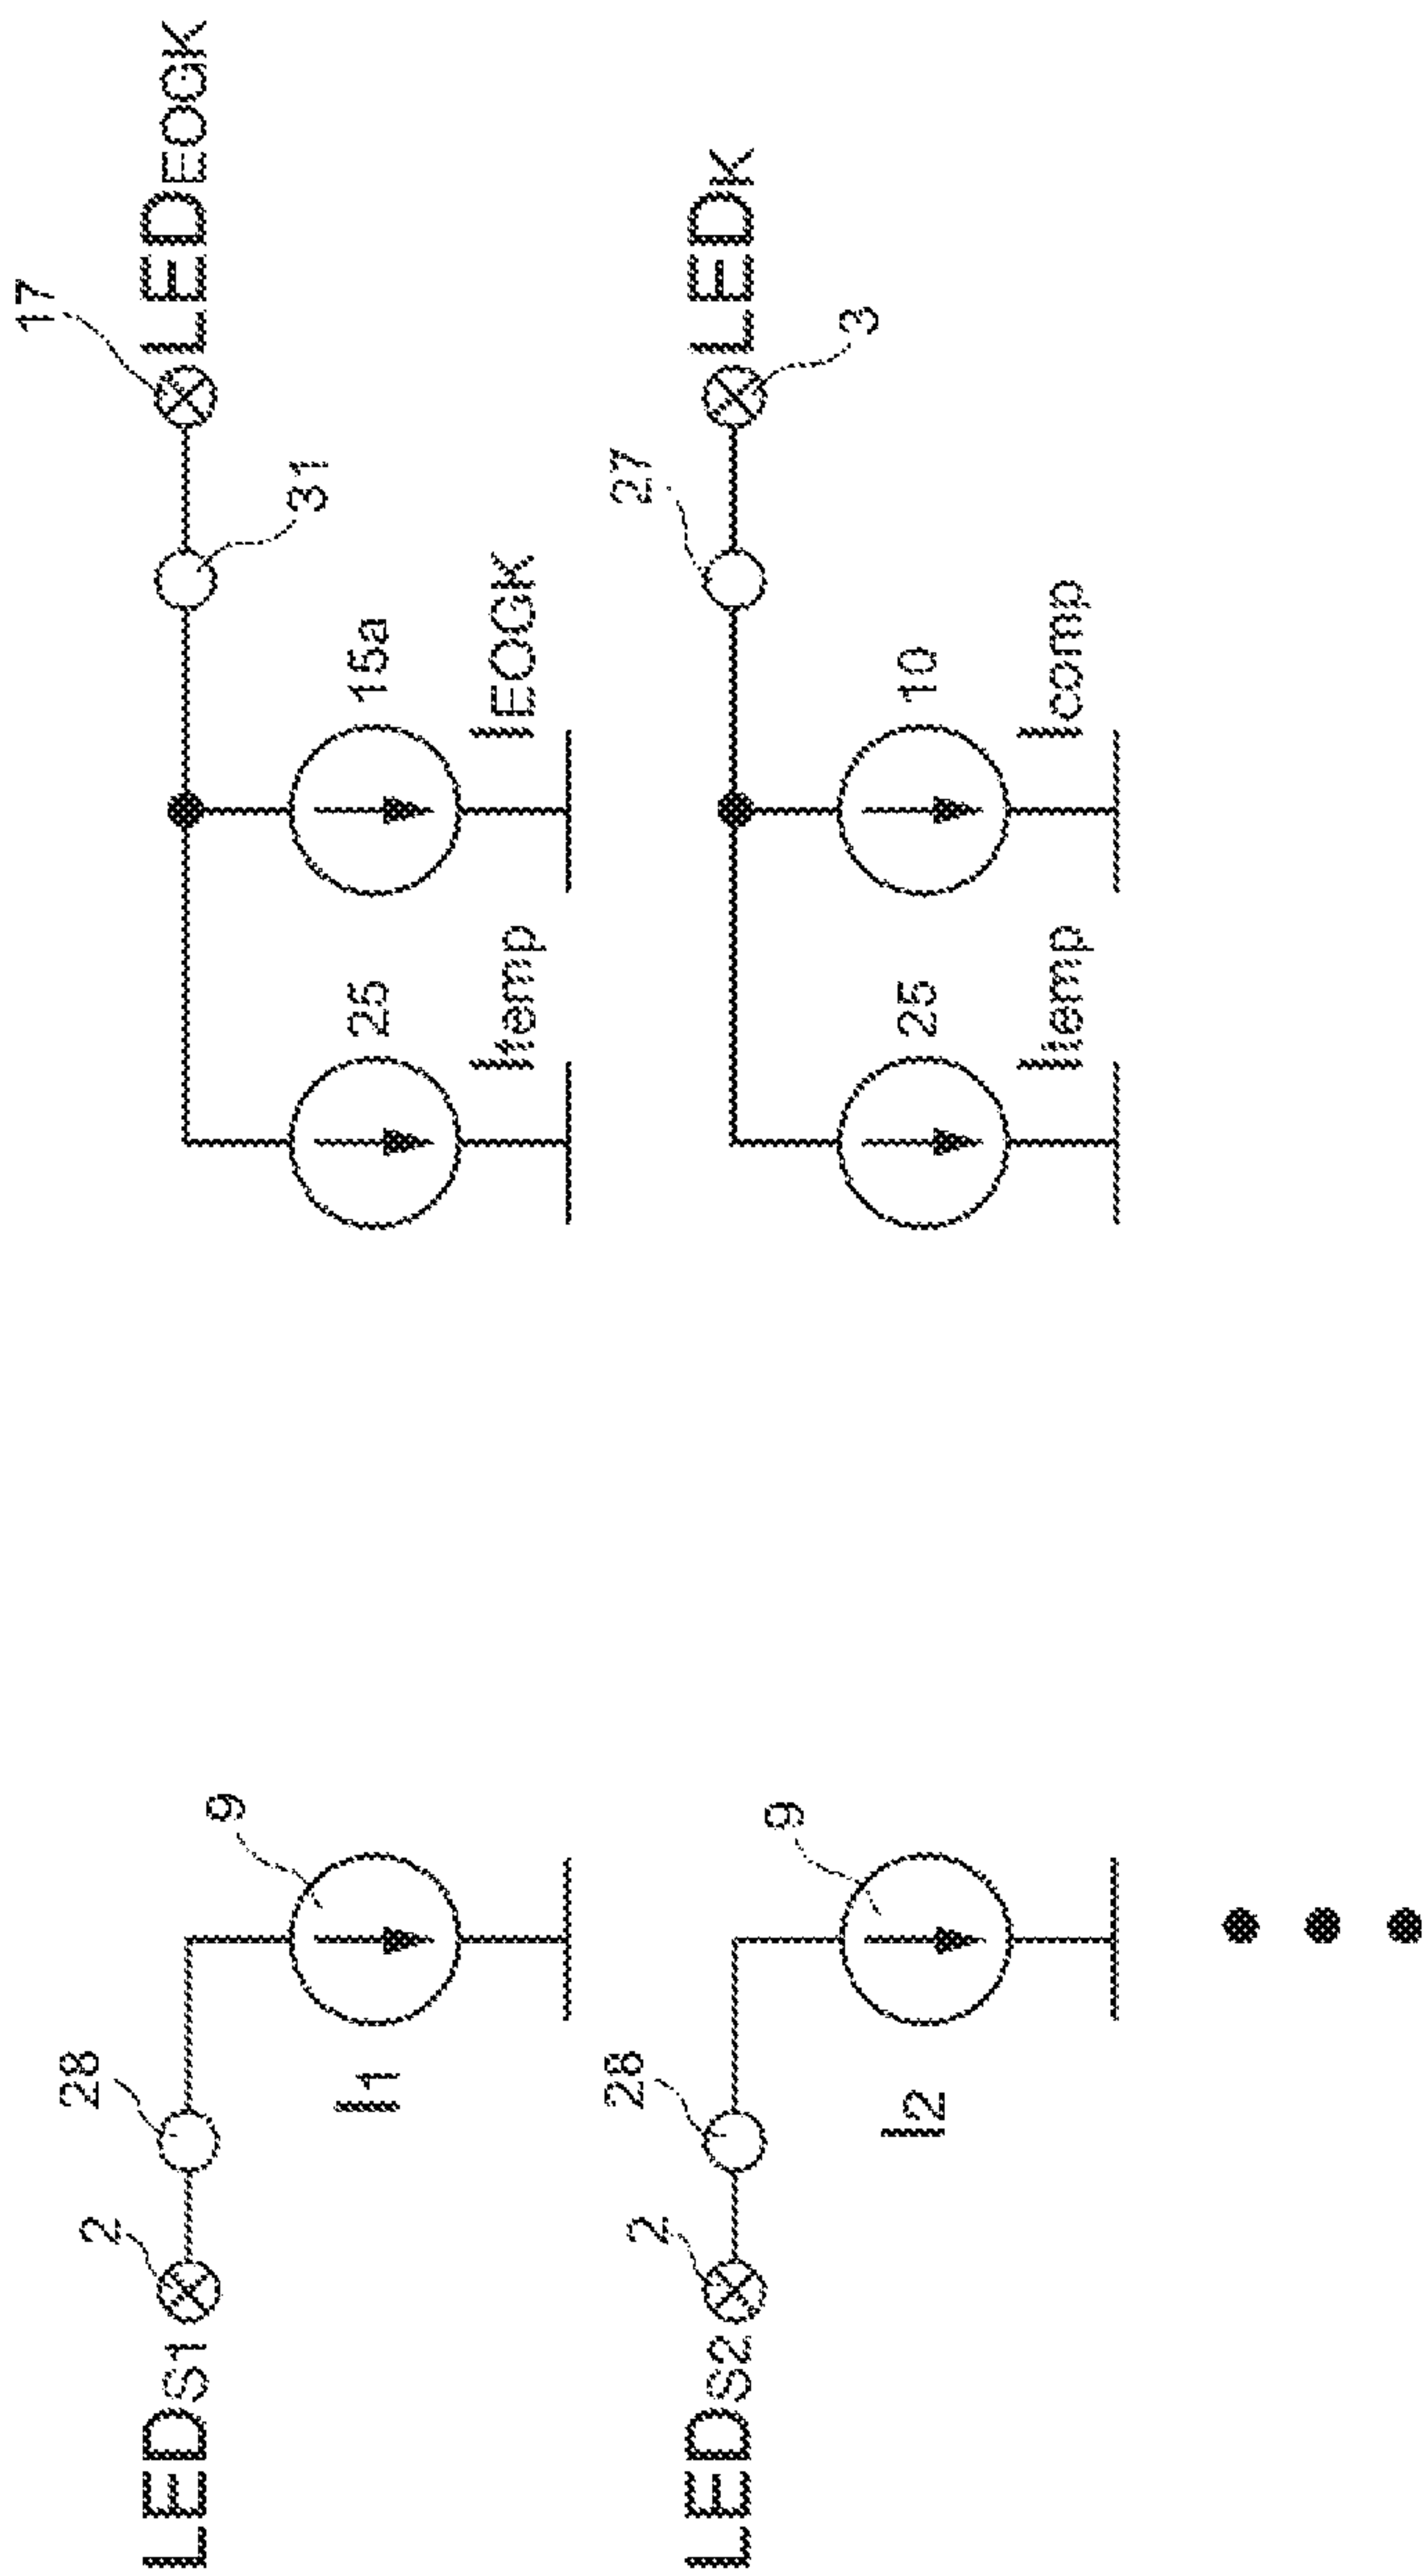 17
LEDEOGK
31
15a
IEOGK
25
Itemp
LEDK
3
27
10
Icomp
25
Itemp
LEDS1
2
28
9
I1
LEDS2
2
28
9
I2